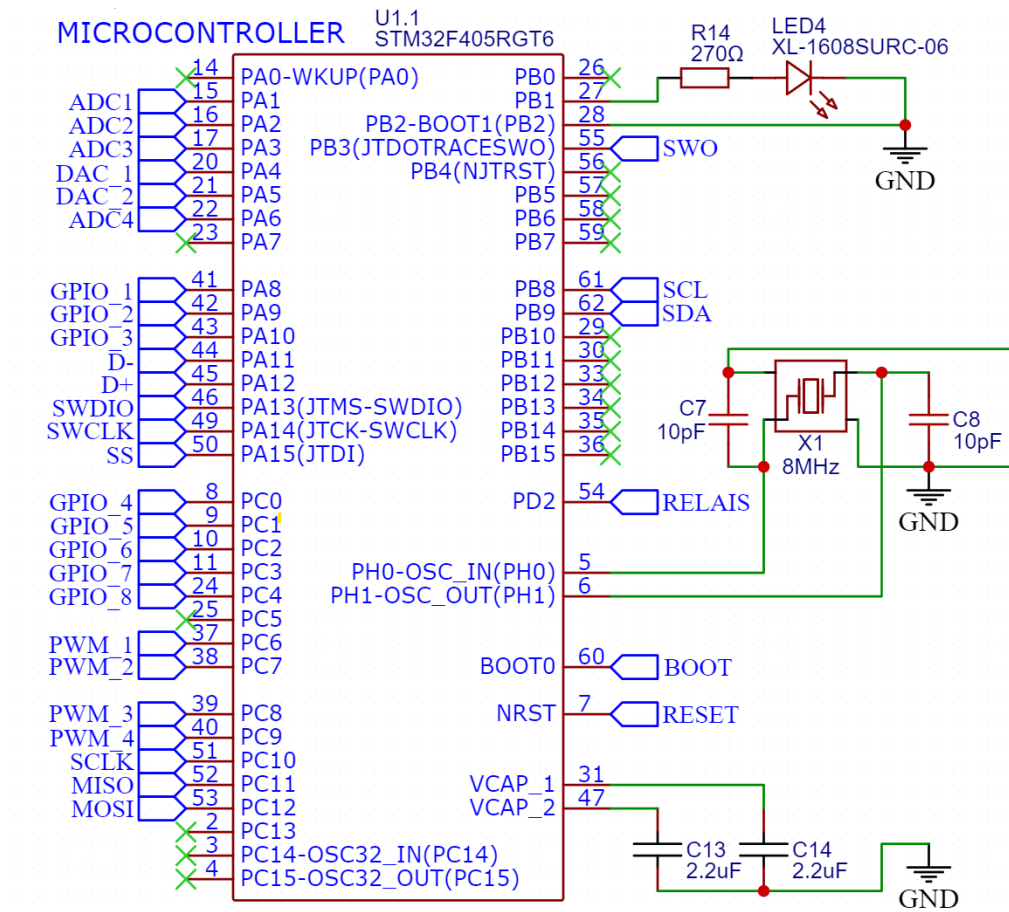 MICROCONTROLLER
U1.1
STM32F405RGT6
ADC1
ADC2
ADC3
DAC_1
DAC_2
ADC4
GPIO_1
GPIO_2
GPIO_3
D-
D+
SWDIO
SWCLK
SS
GPIO_4
GPIO_5
GPIO_6
GPIO_7
GPIO_8
PWM_1
PWM_2
PWM_3
PWM_4
SCLK
MISO
MOSI
14 PA0-WKUP(PA0)
15 PA1
16 PA2
17 PA3
20 PA4
21 PA5
22 PA6
23 PA7
41 PA8
42 PA9
43 PA10
44 PA11
45 PA12
46 PA13(JTMS-SWDIO)
49 PA14(JTCK-SWCLK)
50 PA15(JTDI)
8 PC0
9 PC1
10 PC2
11 PC3
24 PC4
25 PC5
37 PC6
38 PC7
39 PC8
40 PC9
51 PC10
52 PC11
53 PC12
2 PC13
3 PC14-OSC32_IN(PC14)
4 PC15-OSC32_OUT(PC15)
PB0 26
PB1 27
PB2-BOOT1(PB2) 28
PB3(JTDOTRACESWO) 55
PB4(NJTRST) 56
PB5 57
PB6 58
PB7 59
PB8 61
PB9 62
PB10 29
PB11 30
PB12 33
PB13 34
PB14 35
PB15 36
PD2 54
PH0-OSC_IN(PH0) 5
PH1-OSC_OUT(PH1) 6
BOOT0 60
NRST 7
VCAP_1 31
VCAP_2 47
SWO
SCL
SDA
RELAIS
BOOT
RESET
R14
270Ω
LED4
XL-1608SURC-06
GND
C7
10pF
X1
8MHz
C8
10pF
GND
C13
2.2uF
C14
2.2uF
GND